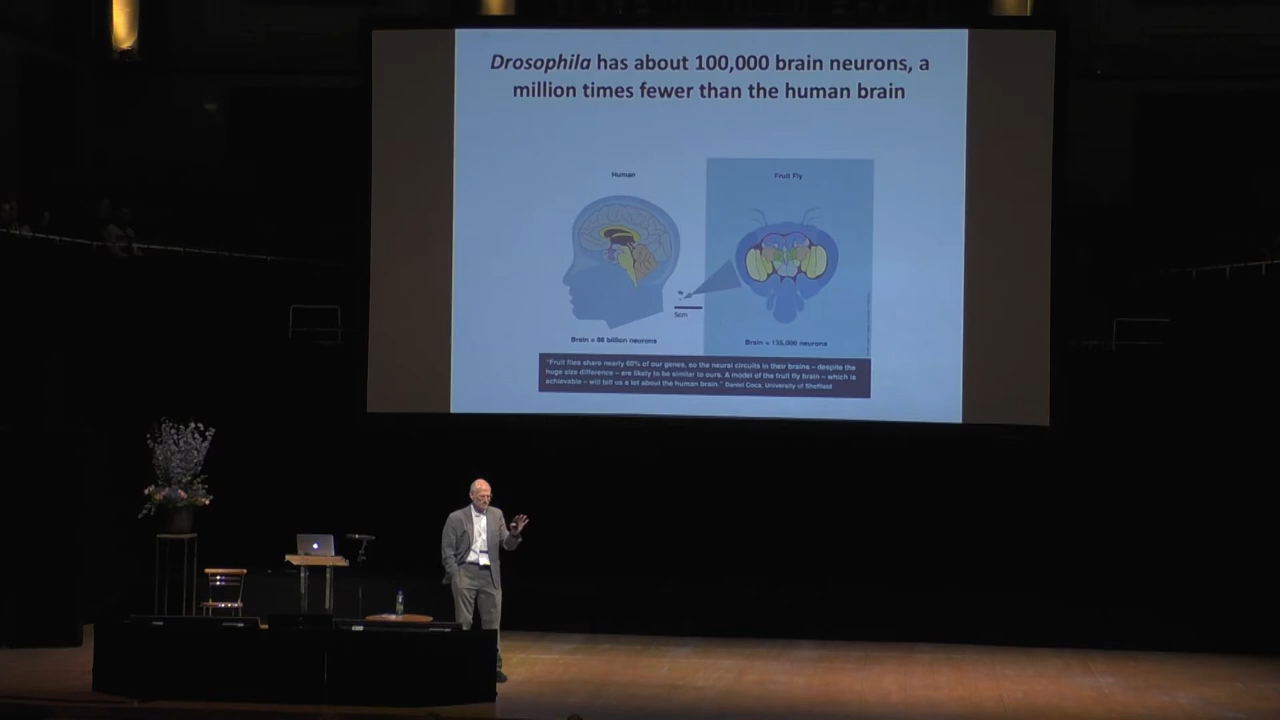 Drosophila has about 100,000 brain neurons, a
million times fewer than the human brain
Human
Fruit Fly
5cm
Brain = 86 billion neurons
Brain = 135,000 neurons
"Fruit flies share nearly 60% of our genes, so the neural circuits in their brains – despite the
huge size difference – are likely to be similar to ours. A model of the fruit fly brain – which is
achievable – will tell us a lot about the human brain." Daniel Coca, University of Sheffield